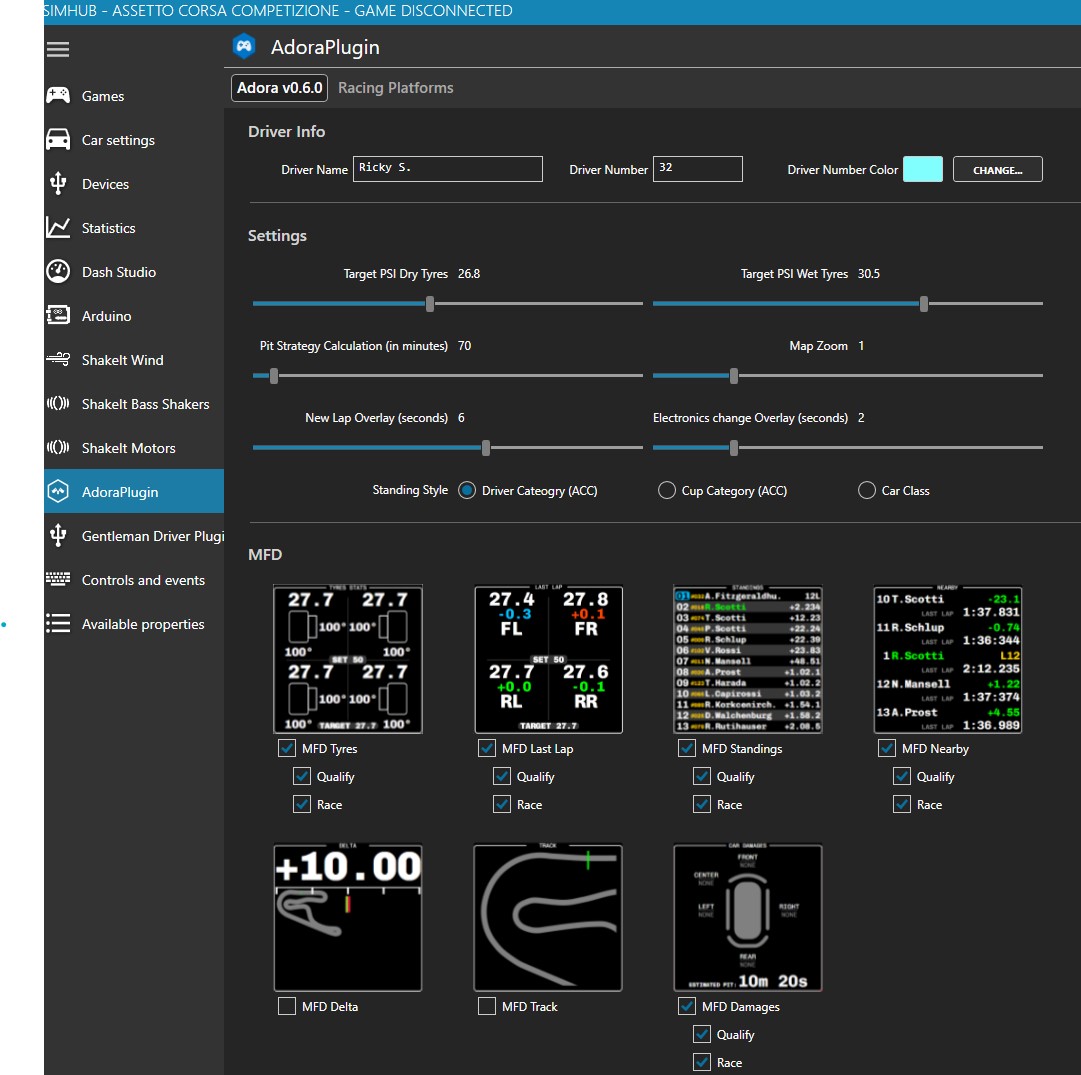 SIMHUB - ASSETTO CORSA COMPETIZIONE - GAME DISCONNECTED
AdoraPlugin
Adora v0.6.0 Racing Platforms
Games
Car settings
Devices
Statistics
Dash Studio
Arduino
ShakeIt Wind
ShakeIt Bass Shakers
ShakeIt Motors
AdoraPlugin
Gentleman Driver Plugi
Controls and events
Available properties
Driver Info
Driver Name Ricky S. Driver Number 32 Driver Number Color CHANGE...
Settings
Target PSI Dry Tyres 26.8 Target PSI Wet Tyres 30.5
Pit Strategy Calculation (in minutes) 70 Map Zoom 1
New Lap Overlay (seconds) 6 Electronics change Overlay (seconds) 2
Standing Style Driver Cateogry (ACC) Cup Category (ACC) Car Class
MFD
TYRES STATS
27.7 27.7
100° 100°
100° 100°
SET 50
27.7 27.7
100° 100°
100° TARGET 27.7 100°
LAST LAP
27.4 27.8
-0.3 +0.1
FL FR
SET 50
27.7 27.6
+0.0 -0.1
RL RR
TARGET 27.7
STANDINGS
01 A.Fitzgeraldhu. 12L
02 R.Scotti +2.234
03 T.Scotti +12.23
04 P.Scotti +22.24
05 R.Schlup +22.39
06 V.Rossi +23.83
07 N.Mansell +48.51
08 A.Prost +1.02.1
09 T.Harada +1.02.2
10 L.Capirossi +1.03.2
11 R.Korkcenirch. +1.54.1
12 D.Walchenburg +1.58.2
13 R.Rutihauser +2.08.5
NEARBY
10 T.Scotti -23.1
LAST LAP 1:37.831
11 R.Schlup -0.74
LAST LAP 1:36:344
1 R.Scotti L12
LAST LAP 2:12.235
12 N.Mansell +1.22
LAST LAP 1:37:374
13 A.Prost +4.55
LAST LAP 1:36.989
MFD Tyres MFD Last Lap MFD Standings MFD Nearby
Qualify Qualify Qualify Qualify
Race Race Race Race
DELTA
+10.00
TRACK
CAR DAMAGES
FRONT
NONE
CENTER
NONE
LEFT RIGHT
NONE NONE
REAR
NONE
ESTIMATED PIT: 10m 20s
MFD Delta MFD Track MFD Damages
Qualify
Race